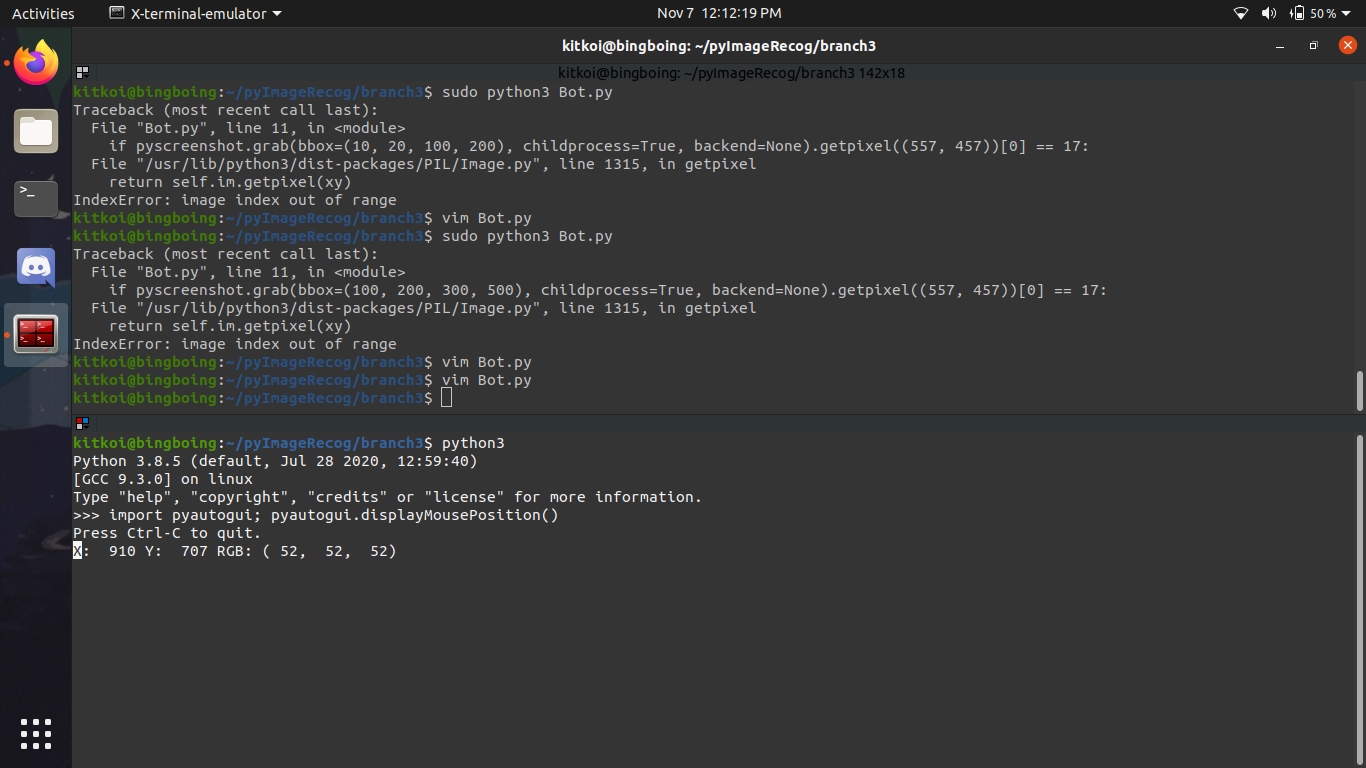 Activities X-terminal-emulator Nov 7 12:12:19 PM 50%
kitkoi@bingboing: ~/pyImageRecog/branch3
kitkoi@bingboing: ~/pyImageRecog/branch3 142x18
kitkoi@bingboing:~/pyImageRecog/branch3$ sudo python3 Bot.py
Traceback (most recent call last):
  File "Bot.py", line 11, in <module>
    if pyscreenshot.grab(bbox=(10, 20, 100, 200), childprocess=True, backend=None).getpixel((557, 457))[0] == 17:
  File "/usr/lib/python3/dist-packages/PIL/Image.py", line 1315, in getpixel
    return self.im.getpixel(xy)
IndexError: image index out of range
kitkoi@bingboing:~/pyImageRecog/branch3$ vim Bot.py
kitkoi@bingboing:~/pyImageRecog/branch3$ sudo python3 Bot.py
Traceback (most recent call last):
  File "Bot.py", line 11, in <module>
    if pyscreenshot.grab(bbox=(100, 200, 300, 500), childprocess=True, backend=None).getpixel((557, 457))[0] == 17:
  File "/usr/lib/python3/dist-packages/PIL/Image.py", line 1315, in getpixel
    return self.im.getpixel(xy)
IndexError: image index out of range
kitkoi@bingboing:~/pyImageRecog/branch3$ vim Bot.py
kitkoi@bingboing:~/pyImageRecog/branch3$ vim Bot.py
kitkoi@bingboing:~/pyImageRecog/branch3$
kitkoi@bingboing:~/pyImageRecog/branch3$ python3
Python 3.8.5 (default, Jul 28 2020, 12:59:40)
[GCC 9.3.0] on linux
Type "help", "copyright", "credits" or "license" for more information.
>>> import pyautogui; pyautogui.displayMousePosition()
Press Ctrl-C to quit.
X:  910 Y:  707 RGB: ( 52,  52,  52)